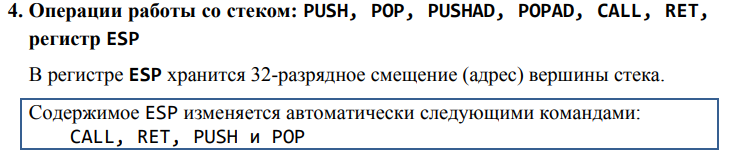 4. Операции работы со стеком: PUSH, POP, PUSHAD, POPAD, CALL, RET,
регистр ESP
В регистре ESP хранится 32-разрядное смещение (адрес) вершины стека.
Содержимое ESP изменяется автоматически следующими командами:
CALL, RET, PUSH и POP